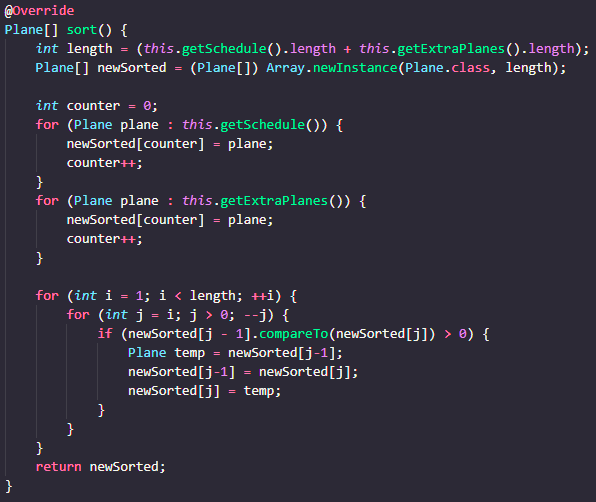 @Override
Plane[] sort() {
    int length = (this.getSchedule().length + this.getExtraPlanes().length);
    Plane[] newSorted = (Plane[]) Array.newInstance(Plane.class, length);

    int counter = 0;
    for (Plane plane : this.getSchedule()) {
        newSorted[counter] = plane;
        counter++;
    }
    for (Plane plane : this.getExtraPlanes()) {
        newSorted[counter] = plane;
        counter++;
    }

    for (int i = 1; i < length; ++i) {
        for (int j = i; j > 0; --j) {
            if (newSorted[j - 1].compareTo(newSorted[j]) > 0) {
                Plane temp = newSorted[j-1];
                newSorted[j-1] = newSorted[j];
                newSorted[j] = temp;
            }
        }
    }
    return newSorted;
}